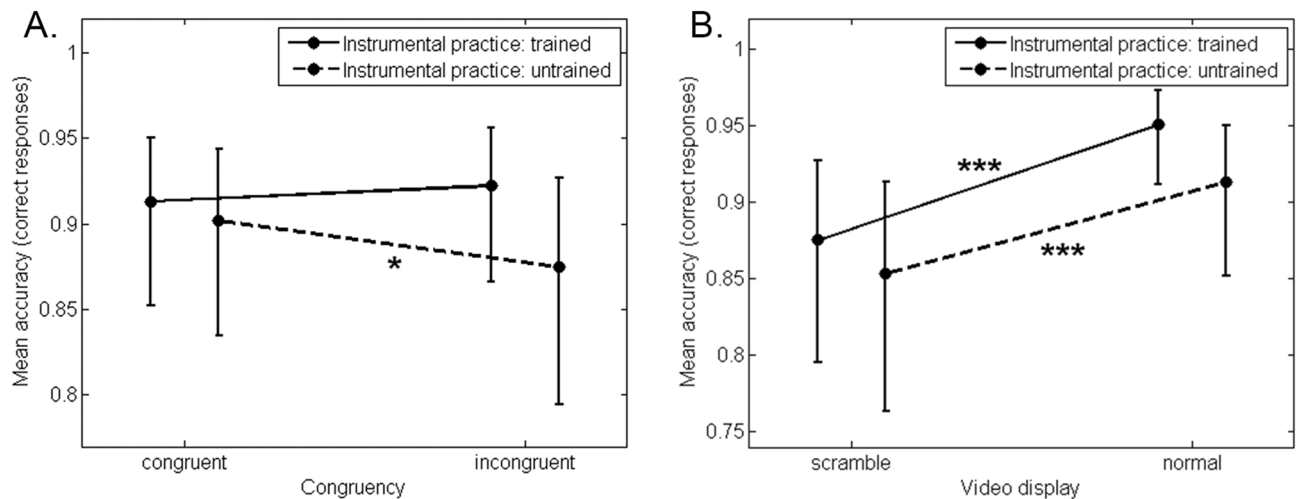 A.
Instrumental practice: trained
Instrumental practice: untrained
1
0.95
0.9
0.85
0.8
Mean accuracy (correct responses)
*
congruent
incongruent
Congruency
B.
Instrumental practice: trained
Instrumental practice: untrained
1
0.95
0.9
0.85
0.8
0.75
Mean accuracy (correct responses)
***
***
scramble
normal
Video display